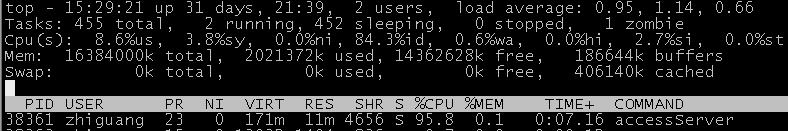 top - 15:29:21 up 31 days, 21:39, 2 users, load average: 0.95, 1.14, 0.66
Tasks: 455 total, 2 running, 452 sleeping, 0 stopped, 1 zombie
Cpu(s): 8.6%us, 3.8%sy, 0.0%ni, 84.3%id, 0.6%wa, 0.0%hi, 2.7%si, 0.0%st
Mem: 16384000k total, 2021372k used, 14362628k free, 186644k buffers
Swap: 0k total, 0k used, 0k free, 406140k cached
PID USER PR NI VIRT RES SHR S %CPU %MEM TIME+ COMMAND
38361 zhiguang 23 0 171m 11m 4656 S 95.8 0.1 0:07.16 accessServer